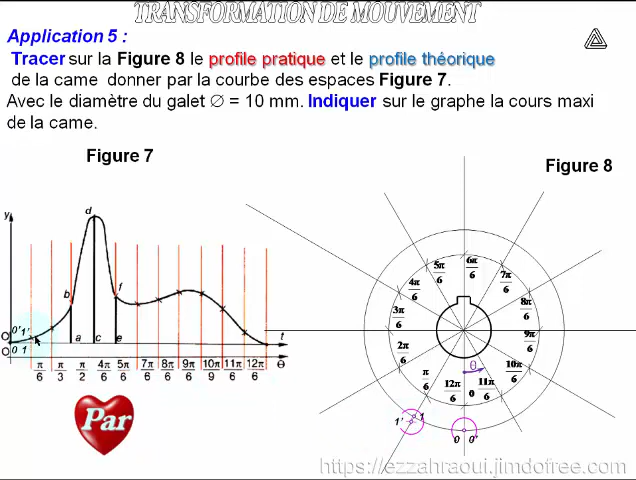 TRANSFORMATION DE MOUVEMENT
Application 5 :
Tracer sur la Figure 8 le profile pratique et le profile théorique
de la came donner par la courbe des espaces Figure 7.
Avec le diamètre du galet ∅ = 10 mm. Indiquer sur le graphe la cours maxi
de la came.
Figure 7
Figure 8
y
d
b
f
0'
1'
O
a
c
e
t
O
0
1
θ
π/6
π/3
π/2
4π/6
5π/6
7π/6
8π/6
9π/6
10π/6
11π/6
12π/6
6π/6
5π/6
7π/6
4π/6
8π/6
3π/6
9π/6
2π/6
10π/6
θ
π/6
12π/6
0
11π/6
1'
1
0
0'
Par
https://ezzahraoui.jimdofree.com